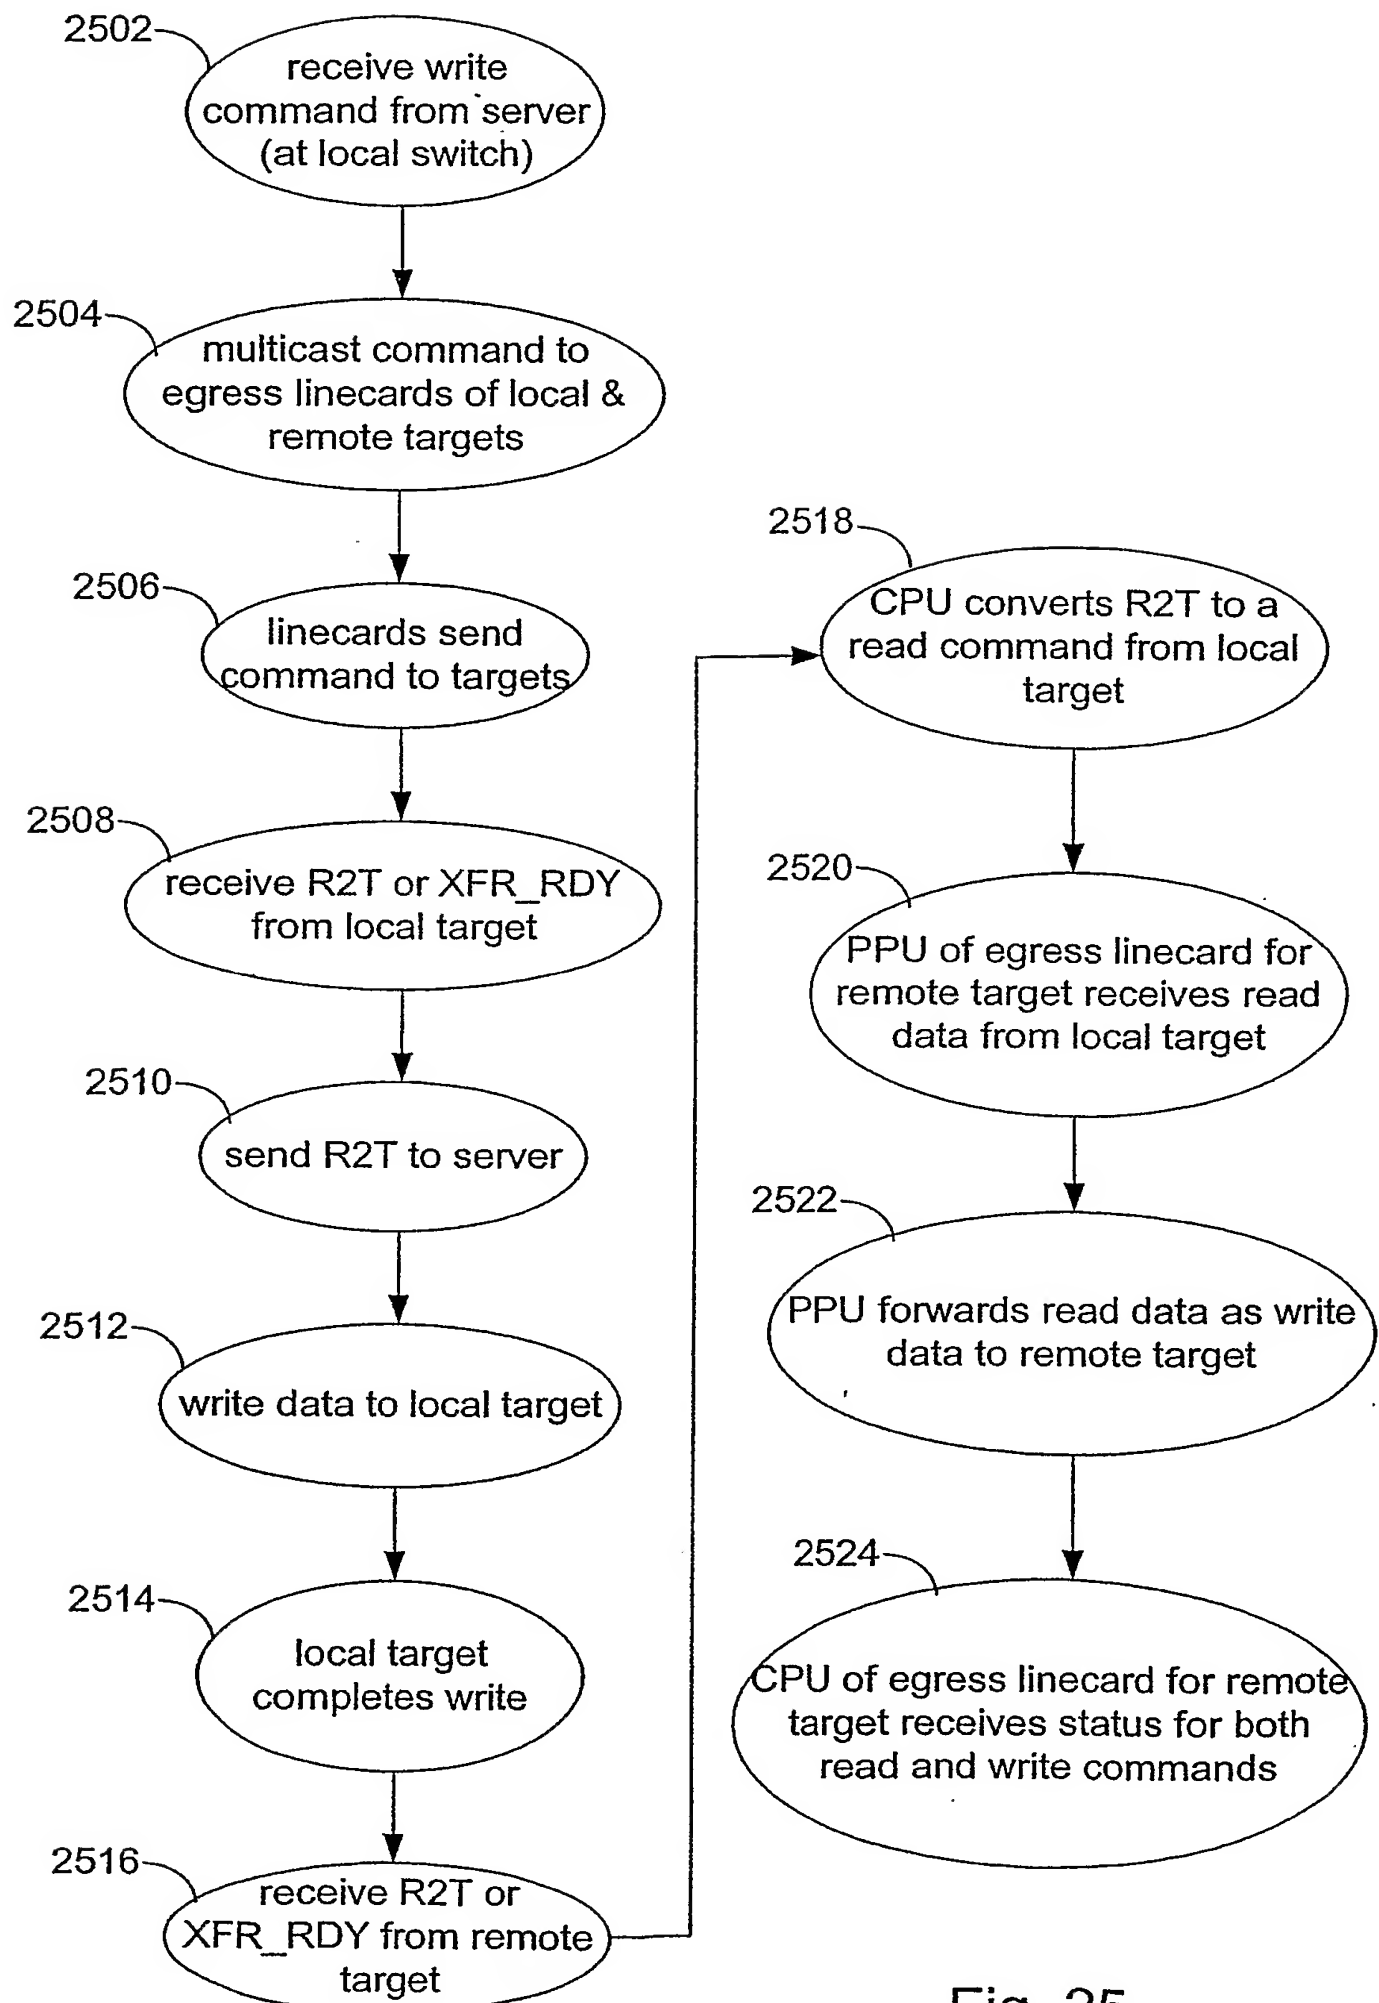 2502
receive write
command from server
(at local switch)
2504
multicast command to
egress linecards of local &
remote targets
2506
linecards send
command to targets
2508
receive R2T or XFR_RDY
from local target
2510
send R2T to server
2512
write data to local target
2514
local target
completes write
2516
receive R2T or
XFR_RDY from remote
target
2518
CPU converts R2T to a
read command from local
target
2520
PPU of egress linecard for
remote target receives read
data from local target
2522
PPU forwards read data as write
data to remote target
2524
CPU of egress linecard for remote
target receives status for both
read and write commands
Fig. 25